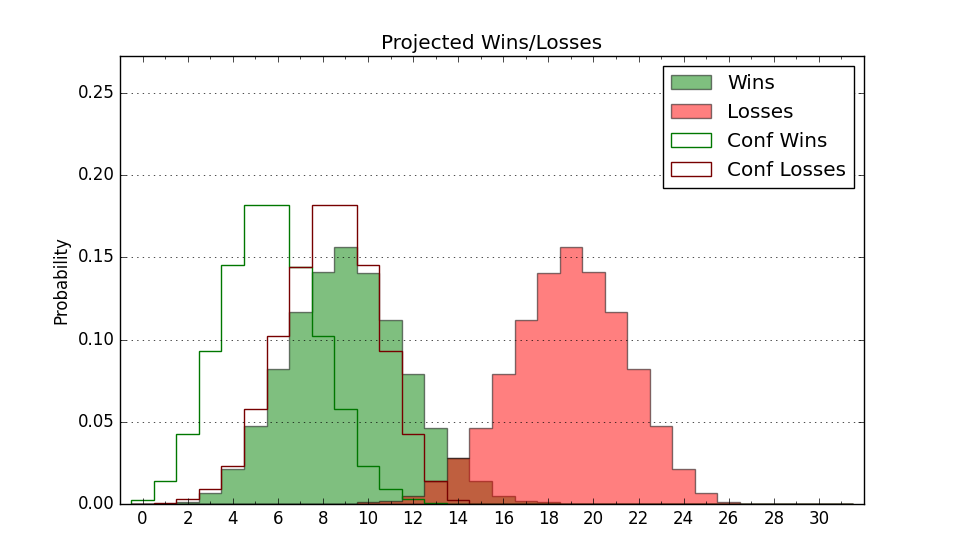 Projected Wins/Losses
Wins
Losses
Conf Wins
Conf Losses
Probability
0.25
0.20
0.15
0.10
0.05
0.00
0 2 4 6 8 10 12 14 16 18 20 22 24 26 28 30